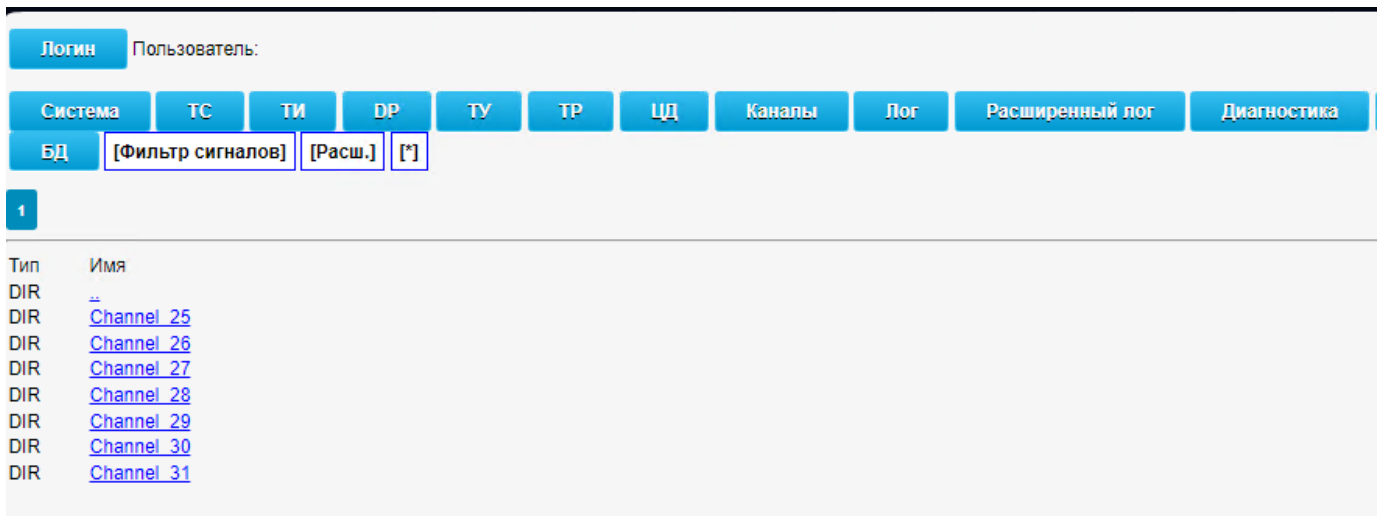 Логин Пользователь:
Система ТС ТИ DP ТУ ТР ЦД Каналы Лог Расширенный лог Диагностика
БД [Фильтр сигналов] [Расш.] [*]
1
Тип Имя
DIR ..
DIR Channel_25
DIR Channel_26
DIR Channel_27
DIR Channel_28
DIR Channel_29
DIR Channel_30
DIR Channel_31